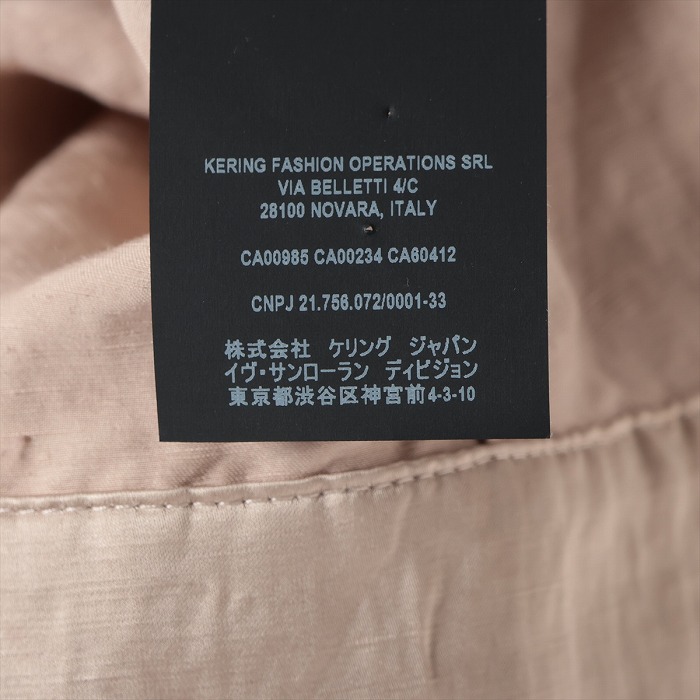 KERING FASHION OPERATIONS SRL
VIA BELLETTI 4/C
28100 NOVARA, ITALY
CA00985 CA00234 CA60412
CNPJ 21.756.072/0001-33
株式会社 ケリング ジャパン
イヴ・サンローラン ディビジョン
東京都渋谷区神宮前4-3-10